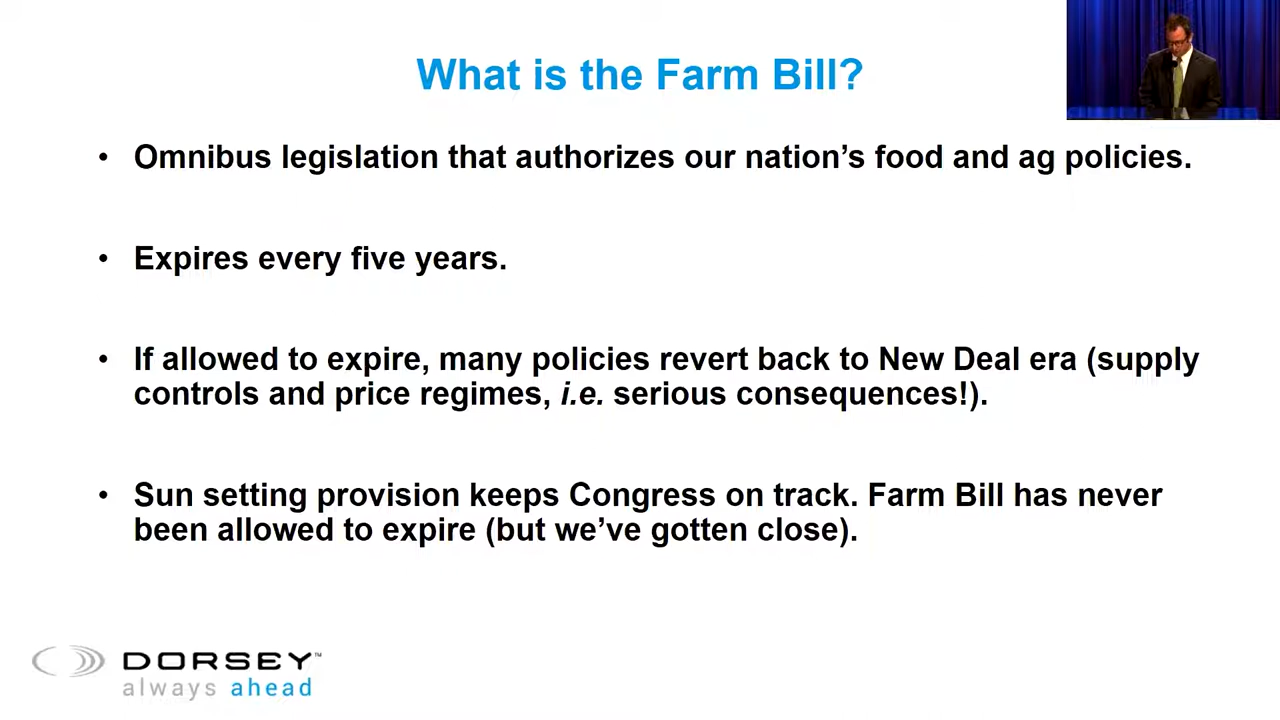 What is the Farm Bill?
• Omnibus legislation that authorizes our nation's food and ag policies.
• Expires every five years.
• If allowed to expire, many policies revert back to New Deal era (supply
controls and price regimes, i.e. serious consequences!).
• Sun setting provision keeps Congress on track. Farm Bill has never
been allowed to expire (but we've gotten close).
DORSEY™
always ahead